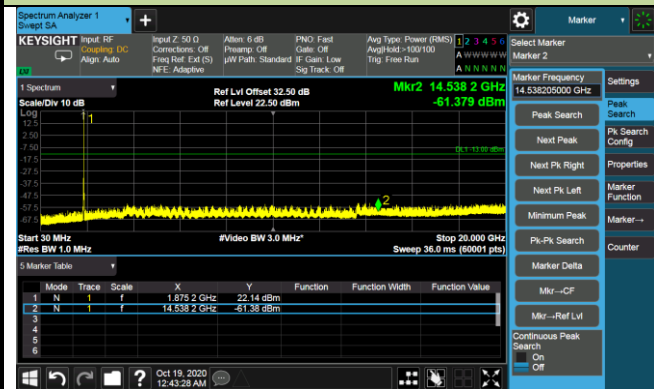 Spectrum Analyzer 1
Swept SA
Marker
KEYSIGHT
Input: RF
Coupling: DC
Align: Auto
Input Z: 50 Ω
Corrections: Off
Freq Ref: Ext (S)
NFE: Adaptive
Atten: 6 dB
Preamp: Off
µW Path: Standard
PNO: Fast
Gate: Off
IF Gain: Low
Sig Track: Off
Avg Type: Power (RMS)
Avg|Hold:>100/100
Trig: Free Run
1 2 3 4 5 6
A W W W W W
A N N N N N
Select Marker
Marker 2
Marker Frequency
14.538205000 GHz
1 Spectrum
Ref Lvl Offset 32.50 dB
Mkr2 14.538 2 GHz
Scale/Div 10 dB
Ref Level 22.50 dBm
-61.379 dBm
Log
12.5
2.50
-7.50
-17.5
-27.5
-37.5
-47.5
-57.5
-67.5
1
DL1 -13.00 dBm
2
Start 30 MHz
#Video BW 3.0 MHz*
Stop 20.000 GHz
#Res BW 1.0 MHz
Sweep 36.0 ms (60001 pts)
5 Marker Table
Mode Trace Scale X Y Function Function Width Function Value
1 N 1 f 1.875 2 GHz 22.14 dBm
2 N 1 f 14.538 2 GHz -61.38 dBm
3
4
5
6
Peak Search
Next Peak
Next Pk Right
Next Pk Left
Minimum Peak
Pk-Pk Search
Marker Delta
Mkr→CF
Mkr→Ref Lvl
Continuous Peak
Search
On
Off
Settings
Peak
Search
Pk Search
Config
Properties
Marker
Function
Marker→
Counter
?
Oct 19, 2020
12:43:28 AM